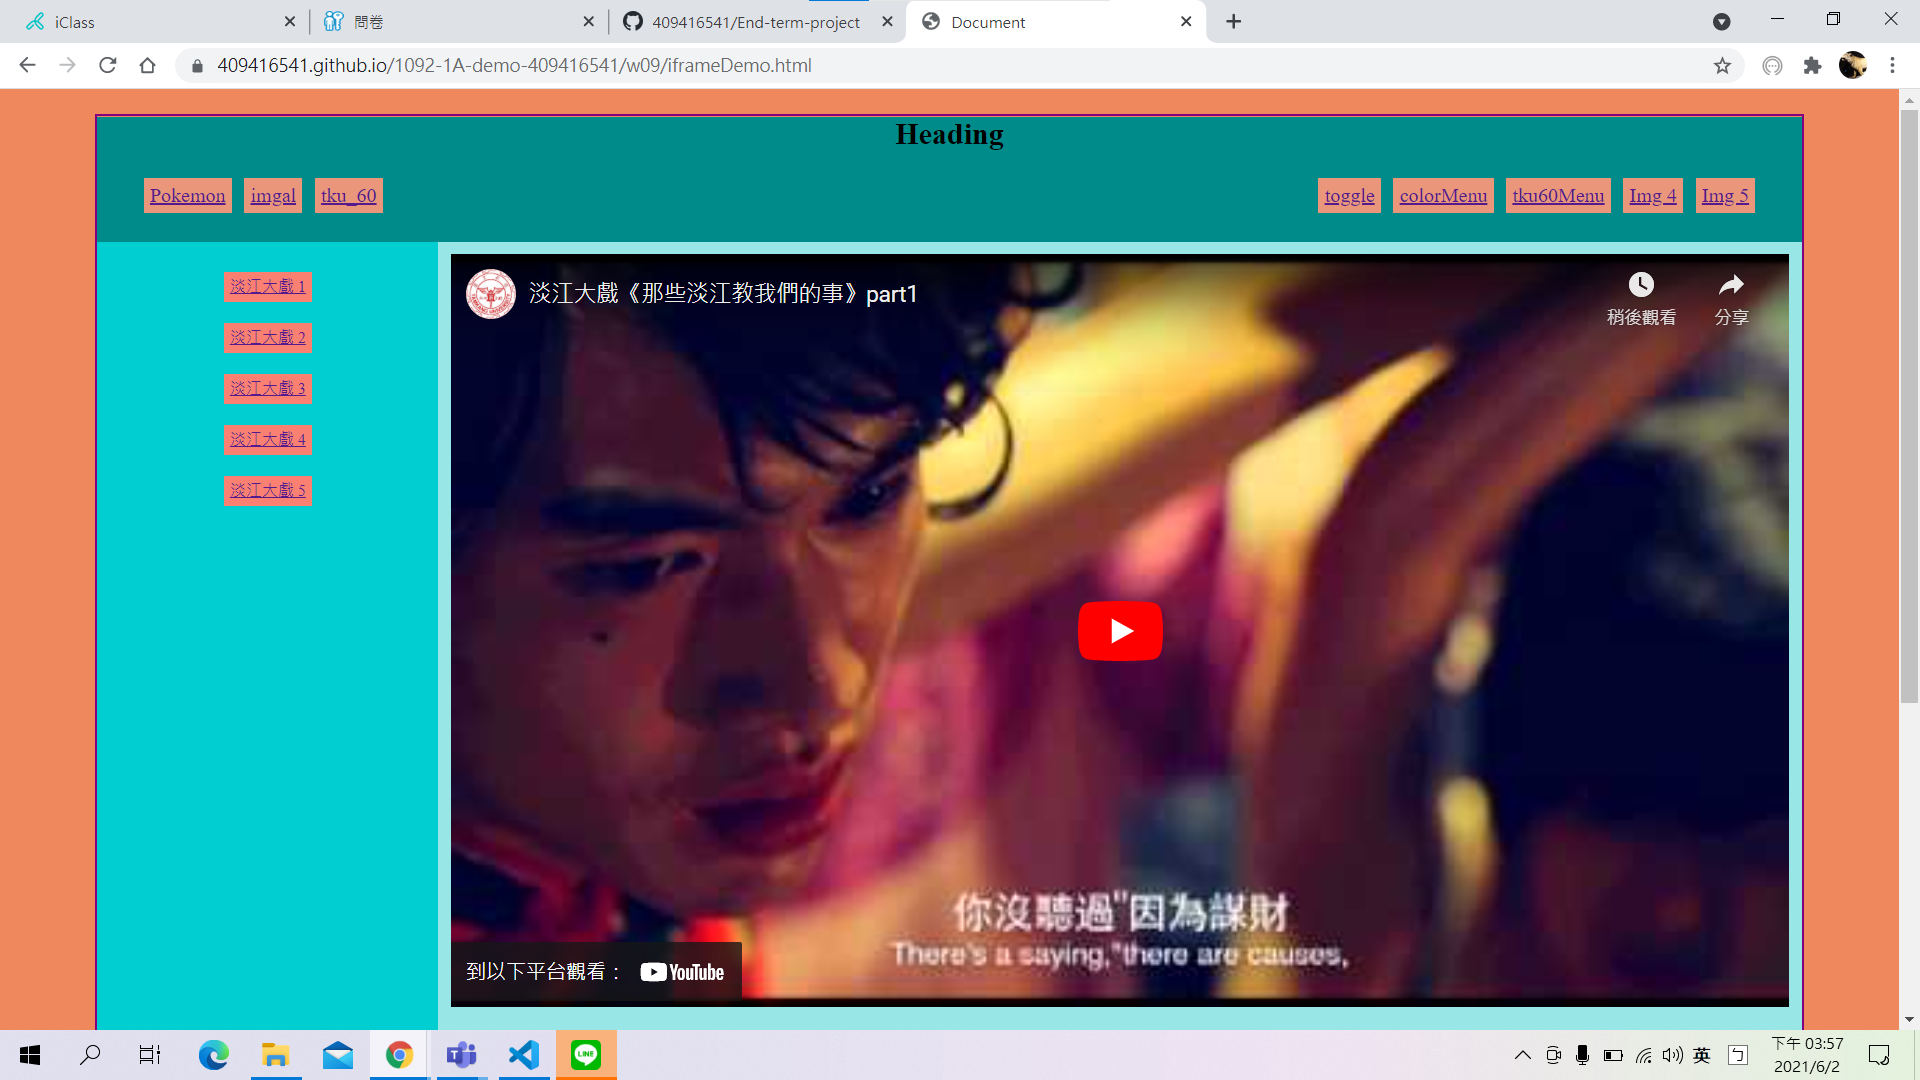 iClass
問卷
409416541/End-term-project
Document
409416541.github.io/1092-1A-demo-409416541/w09/iframeDemo.html
Heading
Pokemon
imgal
tku_60
toggle
colorMenu
tku60Menu
Img 4
Img 5
淡江大戲 1
淡江大戲 2
淡江大戲 3
淡江大戲 4
淡江大戲 5
淡江大戲《那些淡江教我們的事》part1
稍後觀看
分享
你沒聽過"因為謀財
There's a saying,"there are causes,
到以下平台觀看： YouTube
LINE
英
ㄅ
下午 03:57
2021/6/2